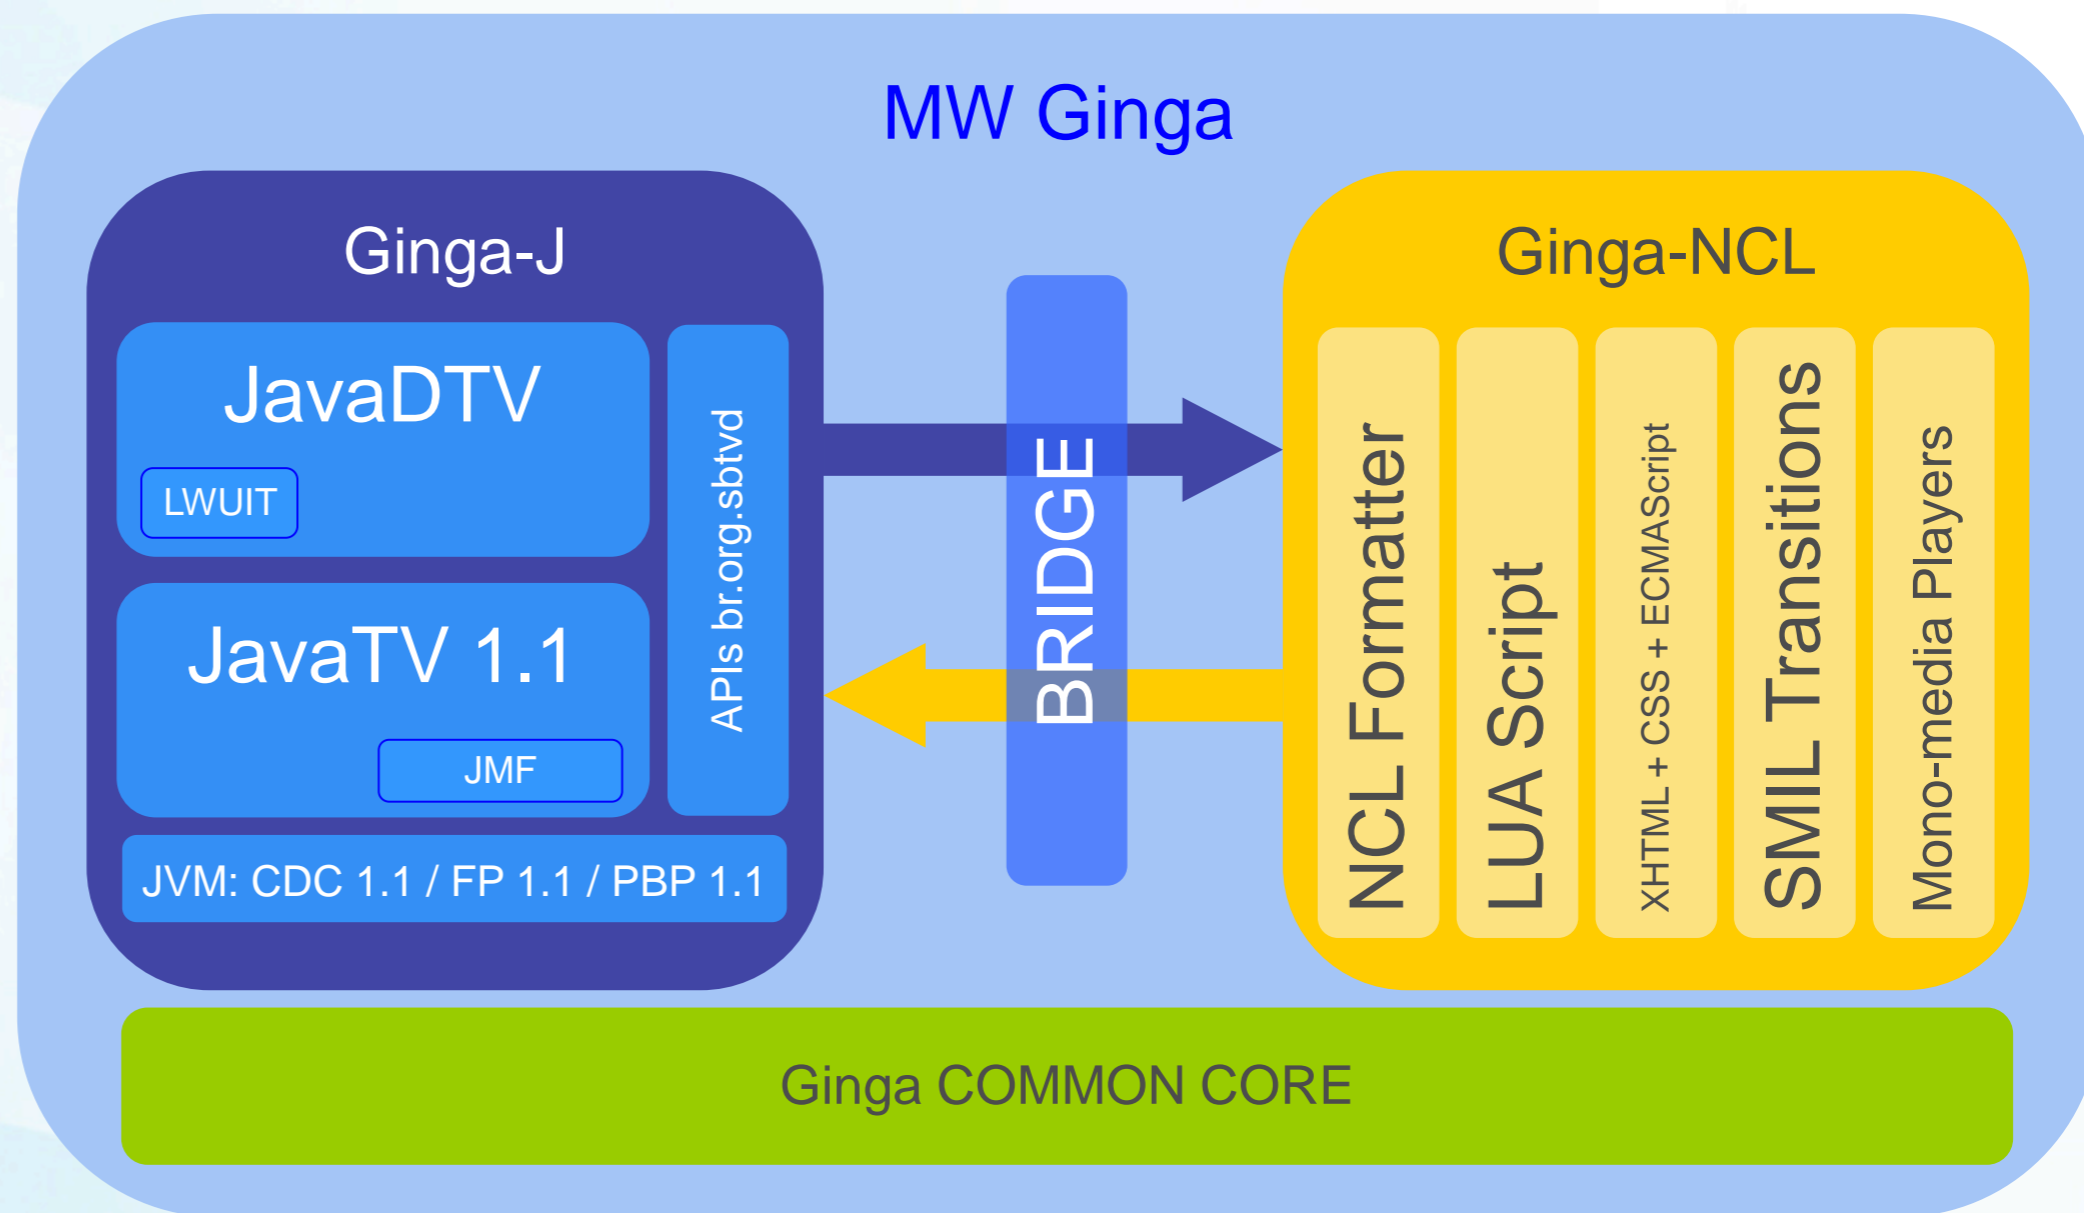 MW Ginga
Ginga-J
JavaDTV
LWUIT
JavaTV 1.1
JMF
APIs br.org.sbtvd
JVM: CDC 1.1 / FP 1.1 / PBP 1.1
BRIDGE
Ginga-NCL
NCL Formatter
LUA Script
XHTML + CSS + ECMAScript
SMIL Transitions
Mono-media Players
Ginga COMMON CORE